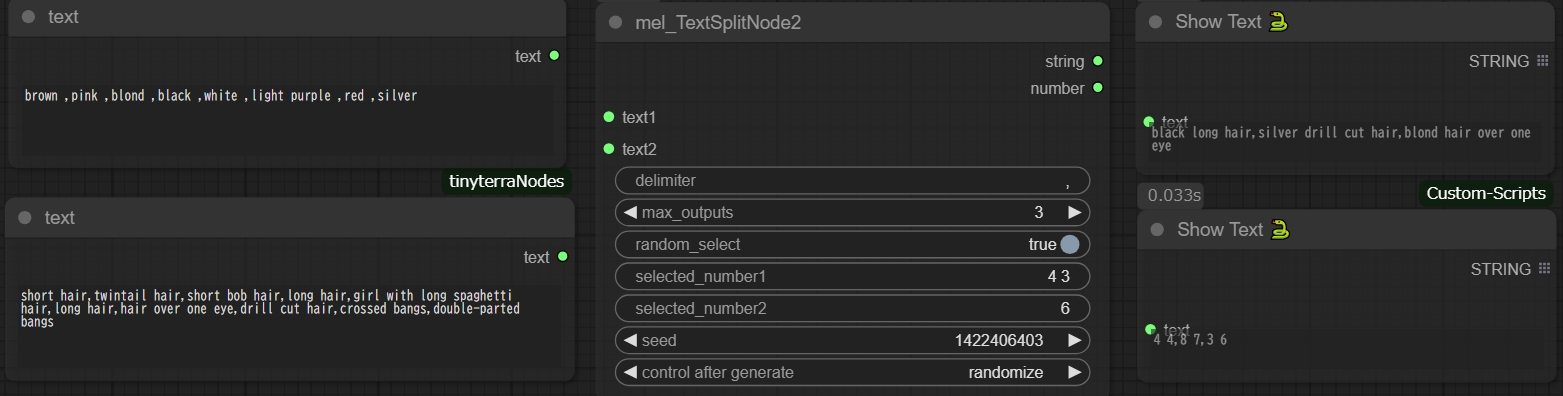 text
text
brown ,pink ,blond ,black ,white ,light purple ,red ,silver
tinyterraNodes
text
text
short hair,twintail hair,short bob hair,long hair,girl with long spaghetti
hair,long hair,hair over one eye,drill cut hair,crossed bangs,double-parted
bangs
mel_TextSplitNode2
string
number
text1
text2
delimiter ,
max_outputs 3
random_select true
selected_number1 4 3
selected_number2 6
seed 1422406403
control after generate randomize
Show Text 🐍
STRING
text
black long hair,silver drill cut hair,blond hair over one
eye
0.033s
Custom-Scripts
Show Text 🐍
STRING
text
4 4,8 7,3 6